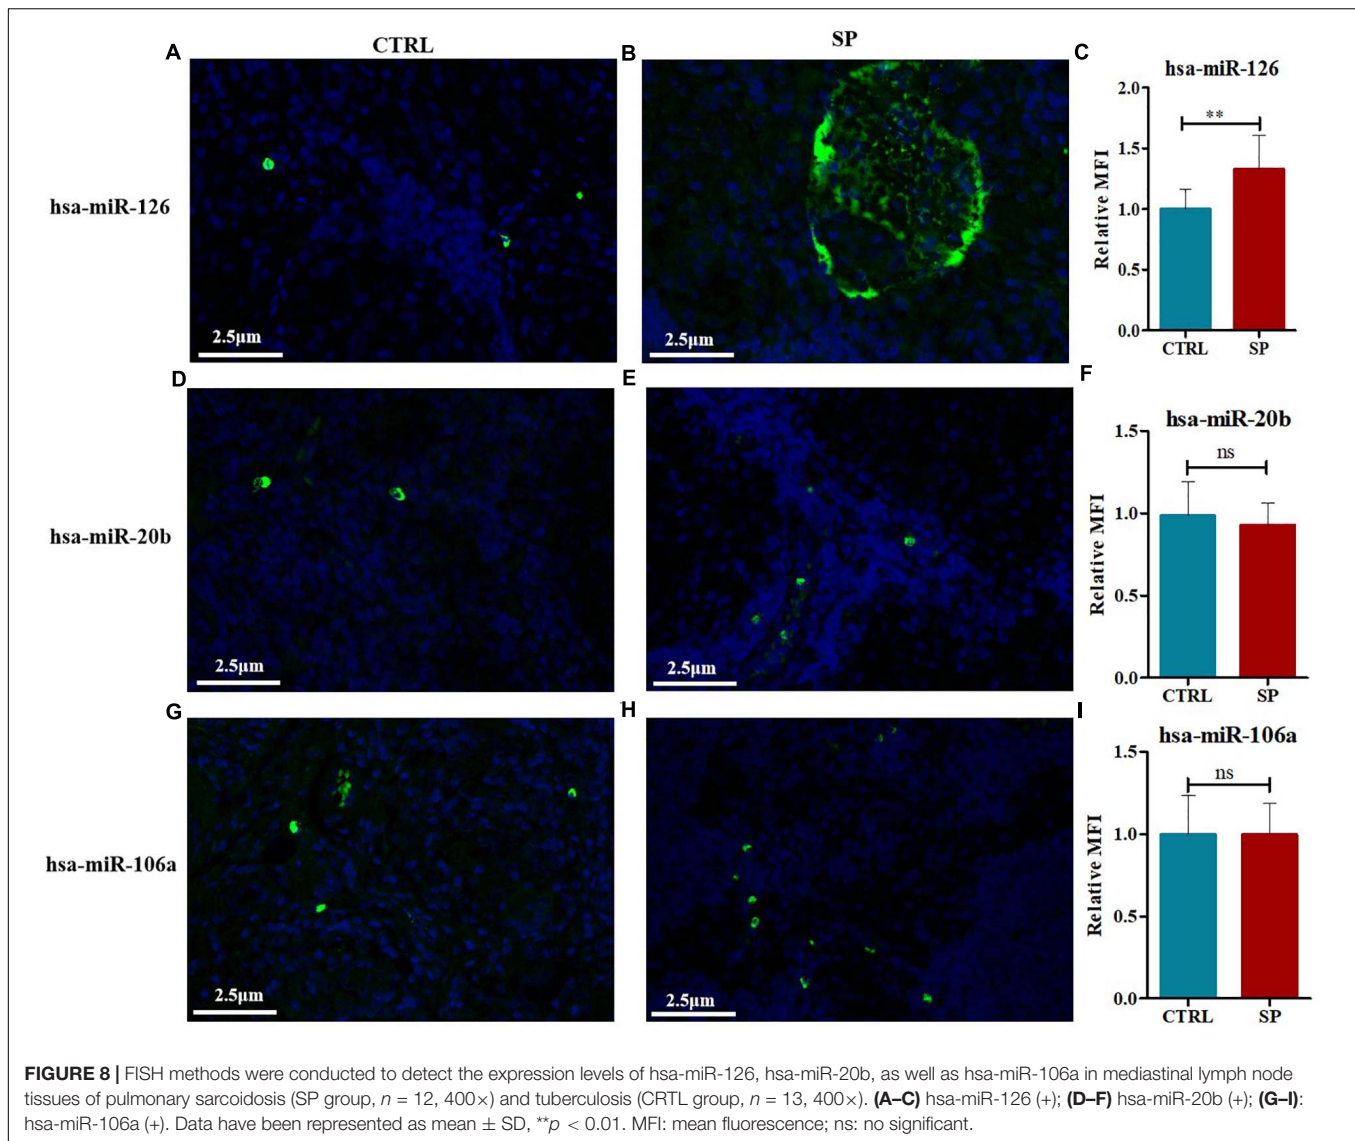 CTRL
SP
A
B
C
hsa-miR-126
hsa-miR-126
2.0
1.5
1.0
0.5
0.0
Relative MFI
**
CTRL
SP
2.5μm
2.5μm
D
E
F
hsa-miR-20b
hsa-miR-20b
1.5
1.0
0.5
0.0
Relative MFI
ns
CTRL
SP
2.5μm
2.5μm
G
H
I
hsa-miR-106a
hsa-miR-106a
1.5
1.0
0.5
0.0
Relative MFI
ns
CTRL
SP
2.5μm
2.5μm
FIGURE 8 | FISH methods were conducted to detect the expression levels of hsa-miR-126, hsa-miR-20b, as well as hsa-miR-106a in mediastinal lymph node
tissues of pulmonary sarcoidosis (SP group, n = 12, 400×) and tuberculosis (CRTL group, n = 13, 400×). (A–C) hsa-miR-126 (+); (D–F) hsa-miR-20b (+); (G–I):
hsa-miR-106a (+). Data have been represented as mean ± SD, **p < 0.01. MFI: mean fluorescence; ns: no significant.